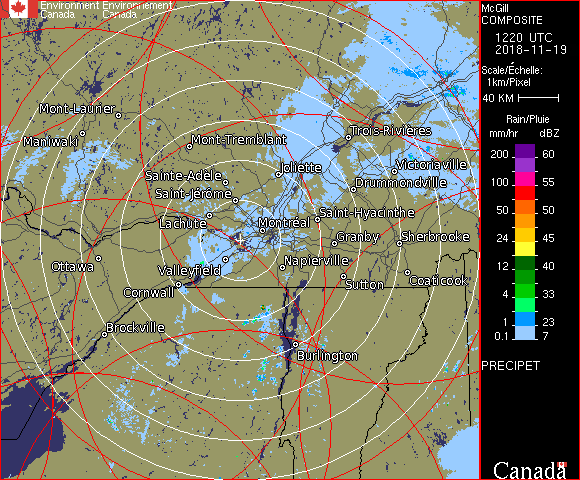 Environment Environnement
Canada Canada
McGill
COMPOSITE
1220 UTC
2018-11-19
Scale/Échelle:
1km/Pixel
40 KM
Rain/Pluie
mm/hr dBZ
200 60
100 55
50 50
24 45
12 40
4 33
1 23
0.1 7
PRECIPET
Canada
Mont-Laurier
Maniwaki
Mont-Tremblant
Trois-Rivières
Sainte-Adèle
Joliette
Victoriaville
Saint-Jérôme
Drummondville
Lachute
Montréal
Saint-Hyacinthe
Granby
Sherbrooke
Ottawa
Valleyfield
Napierville
Cornwall
Sutton
Coaticook
Brockville
Burlington